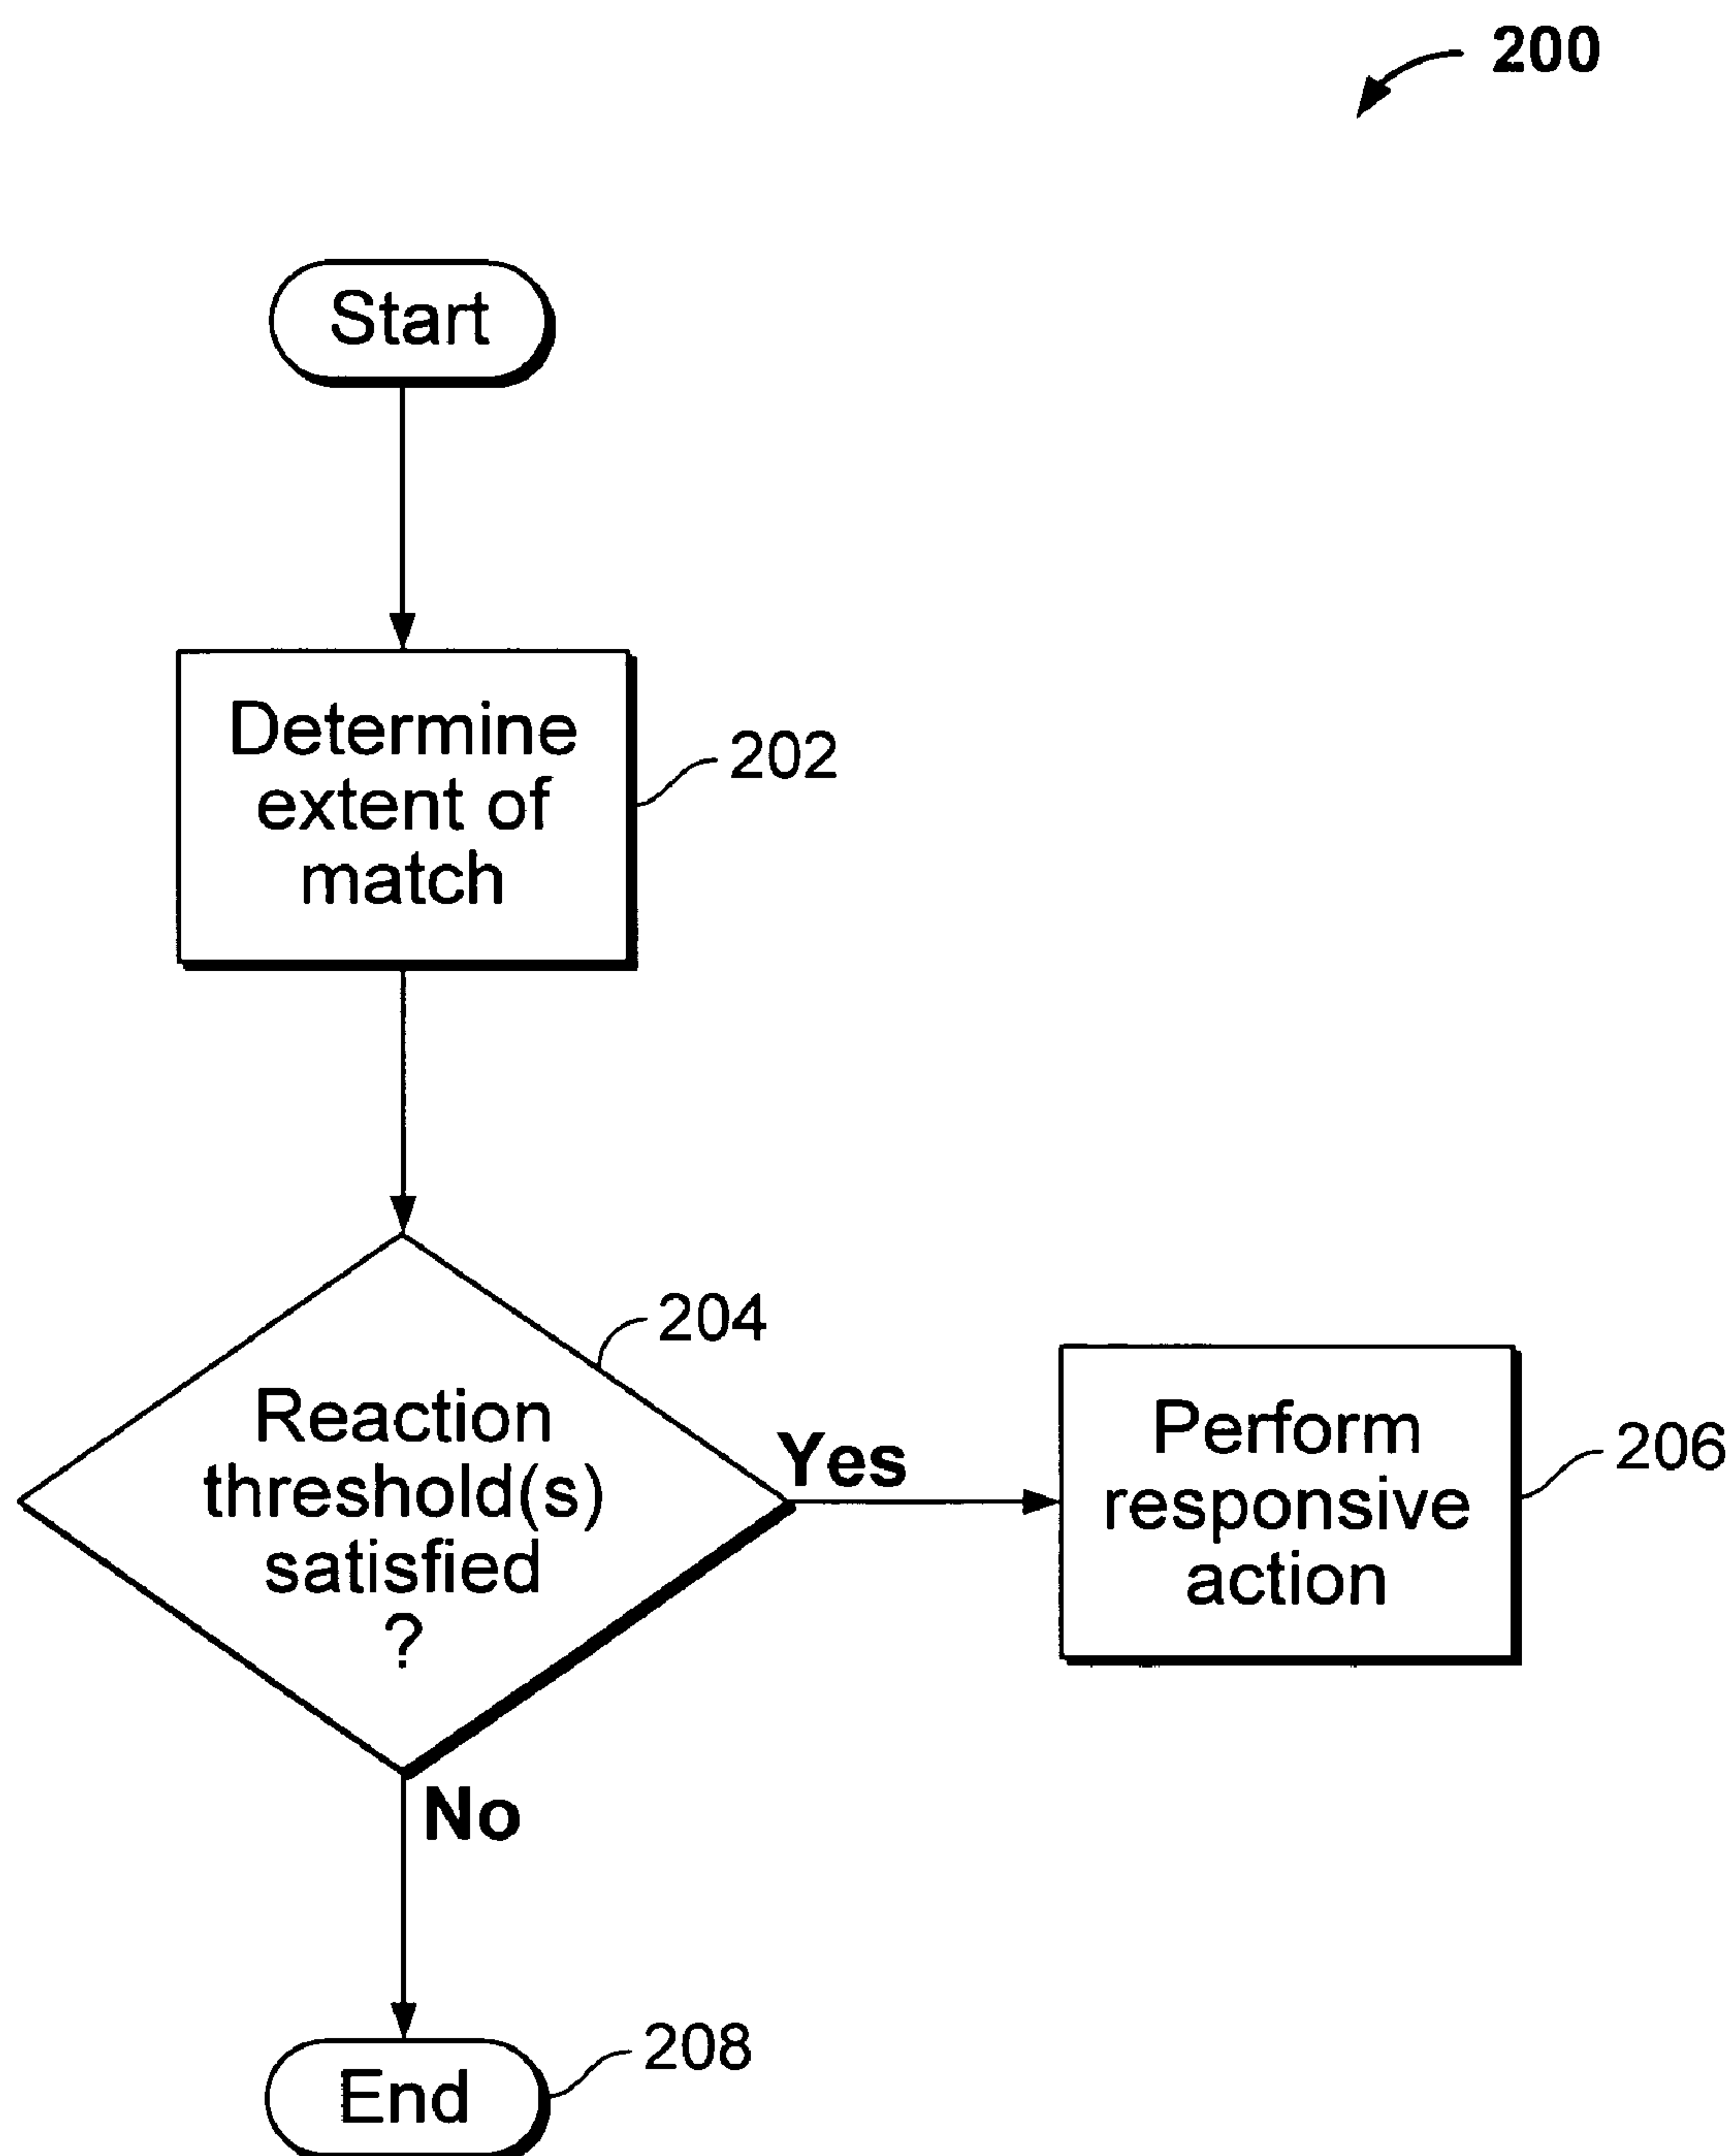 200
Start
Determine
extent of
match
202
204
Reaction
threshold(s)
satisfied
?
Yes
Perform
responsive
action
206
No
End
208